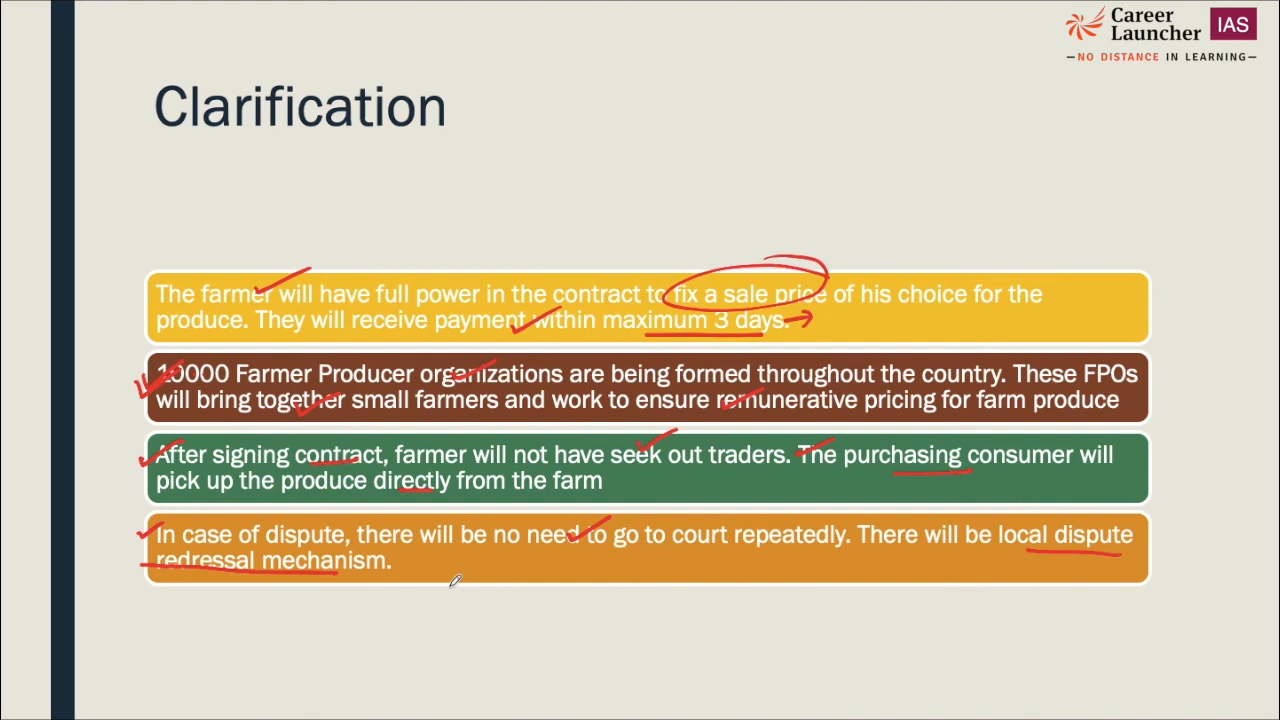 Career
Launcher
IAS
—NO DISTANCE IN LEARNING—
Clarification
The farmer will have full power in the contract to fix a sale price of his choice for the
produce. They will receive payment within maximum 3 days.
10000 Farmer Producer organizations are being formed throughout the country. These FPOs
will bring together small farmers and work to ensure remunerative pricing for farm produce
After signing contract, farmer will not have seek out traders. The purchasing consumer will
pick up the produce directly from the farm
In case of dispute, there will be no need to go to court repeatedly. There will be local dispute
redressal mechanism.